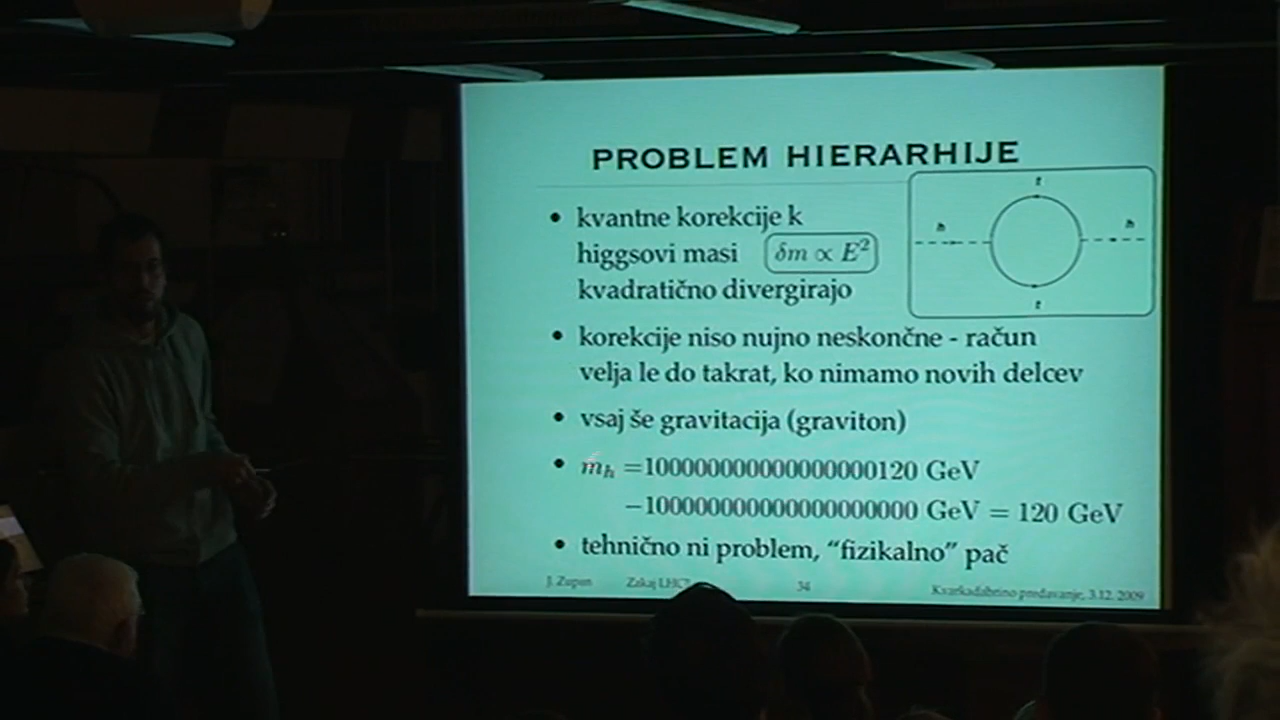 PROBLEM HIERARHIJE
• kvantne korekcije k
higgsovi masi δm ∝ E²
kvadratično divergirajo
t
h h
t
• korekcije niso nujno neskončne - račun
velja le do takrat, ko nimamo novih delcev
• vsaj še gravitacija (graviton)
• m_h =10000000000000000000120 GeV
−10000000000000000000000 GeV = 120 GeV
• tehnično ni problem, “fizikalno” pač
J. Zupan Zakaj LHC? 34 Kvarkadabrino predavanje, 3.12. 2009